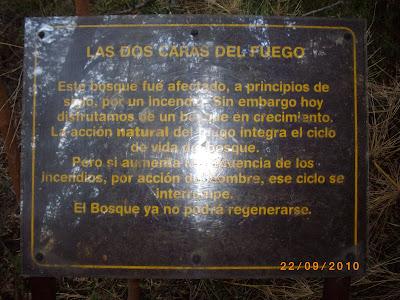 LAS DOS CARAS DEL FUEGO
Este bosque fué afectado, a principios de
siglo, por un incendio. Sin embargo hoy
disfrutamos de un bosque en crecimiento.
La acción natural del fuego integra el ciclo
de vida del bosque.
Pero si aumenta la frecuencia de los
incendios, por acción del hombre, ese ciclo se
interrumpe.
El Bosque ya no podrá regenerarse.
22/09/2010